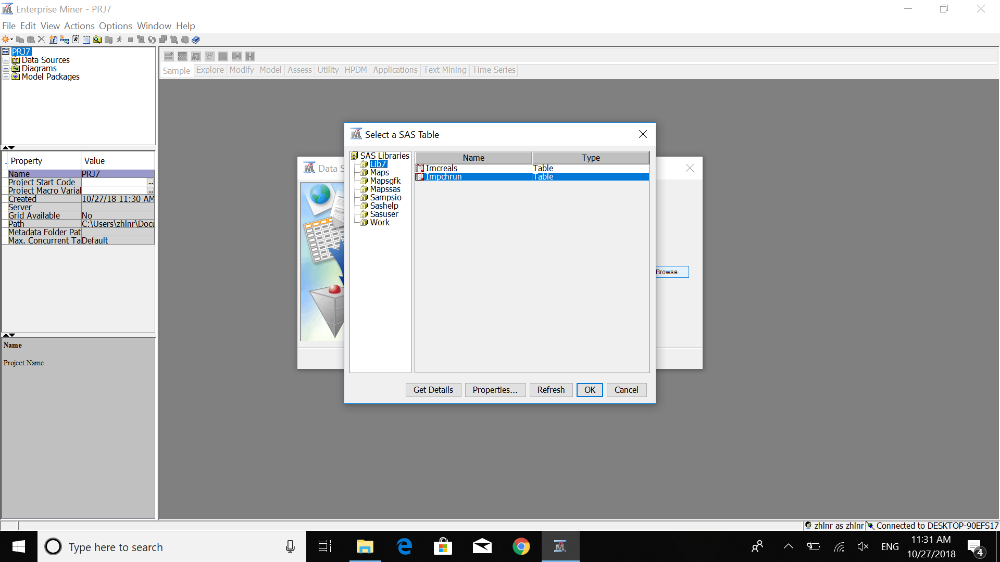 Enterprise Miner - PRJ7
File Edit View Actions Options Window Help
PRJ7
Data Sources
Diagrams
Model Packages
Sample Explore Modify Model Assess Utility HPDM Applications Text Mining Time Series
. Property Value
Name PRJ7
Project Start Code ...
Project Macro Varial ...
Created 10/27/18 11:30 AM
Server
Grid Available No
Path C:\Users\zhlnr\Docu
Metadata Folder Pat
Max. Concurrent Ta Default
Name
Project Name
Data S
Browse..
Select a SAS Table
SAS Libraries
Lib7
Maps
Mapsgfk
Mapssas
Sampsio
Sashelp
Sasuser
Work
Name Type
Imcreals Table
Impchrun Table
Get Details Properties... Refresh OK Cancel
zhlnr as zhlnr Connected to DESKTOP-90EFS17
Type here to search
ENG
11:31 AM
10/27/2018
4